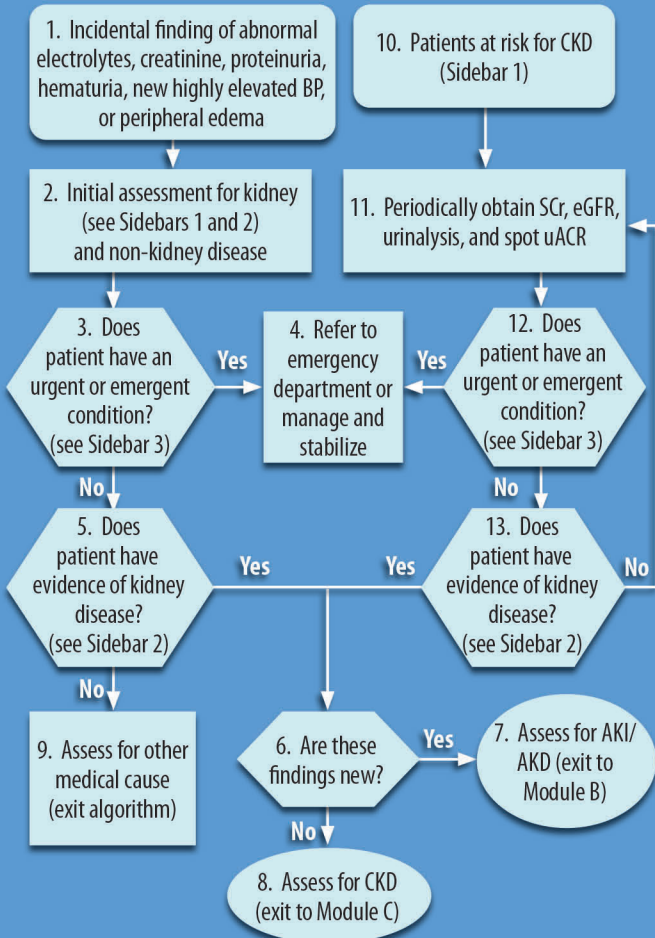 1. Incidental finding of abnormal
electrolytes, creatinine, proteinuria,
hematuria, new highly elevated BP,
or peripheral edema
10. Patients at risk for CKD
(Sidebar 1)
2. Initial assessment for kidney
(see Sidebars 1 and 2)
and non-kidney disease
11. Periodically obtain SCr, eGFR,
urinalysis, and spot uACR
3. Does
patient have an
urgent or emergent
condition?
(see Sidebar 3)
Yes
4. Refer to
emergency
department or
manage and
stabilize
Yes
12. Does
patient have an
urgent or emergent
condition?
(see Sidebar 3)
No
No
5. Does
patient have
evidence of kidney
disease?
(see Sidebar 2)
Yes
Yes
13. Does
patient have
evidence of kidney
disease?
(see Sidebar 2)
No
No
9. Assess for other
medical cause
(exit algorithm)
6. Are these
findings new?
Yes
7. Assess for AKI/
AKD (exit to
Module B)
No
8. Assess for CKD
(exit to Module C)